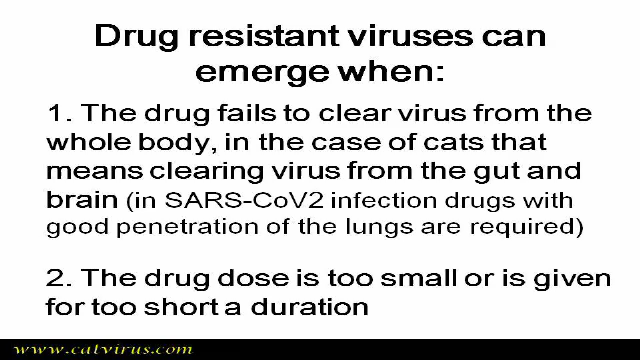 Drug resistant viruses can
emerge when:
1. The drug fails to clear virus from the
whole body, in the case of cats that
means clearing virus from the gut and
brain (in SARS-CoV2 infection drugs with
good penetration of the lungs are required)
2. The drug dose is too small or is given
for too short a duration
www.catvirus.com